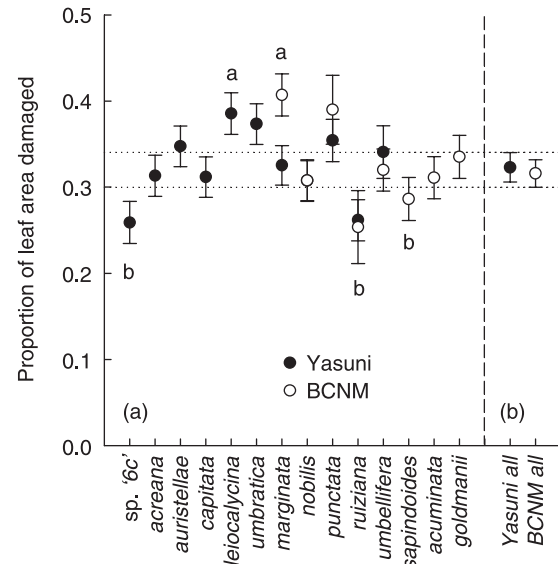 Proportion of leaf area damaged
0.5
0.4
0.3
0.2
0.1
0.0
a
a
b
b
b
Yasuni
BCNM
(a)
(b)
sp. '6c'
acreana
auristellae
capitata
leiocalycina
umbratica
marginata
nobilis
punctata
ruiziana
umbellifera
sapindoides
acuminata
goldmanii
Yasuni all
BCNM all